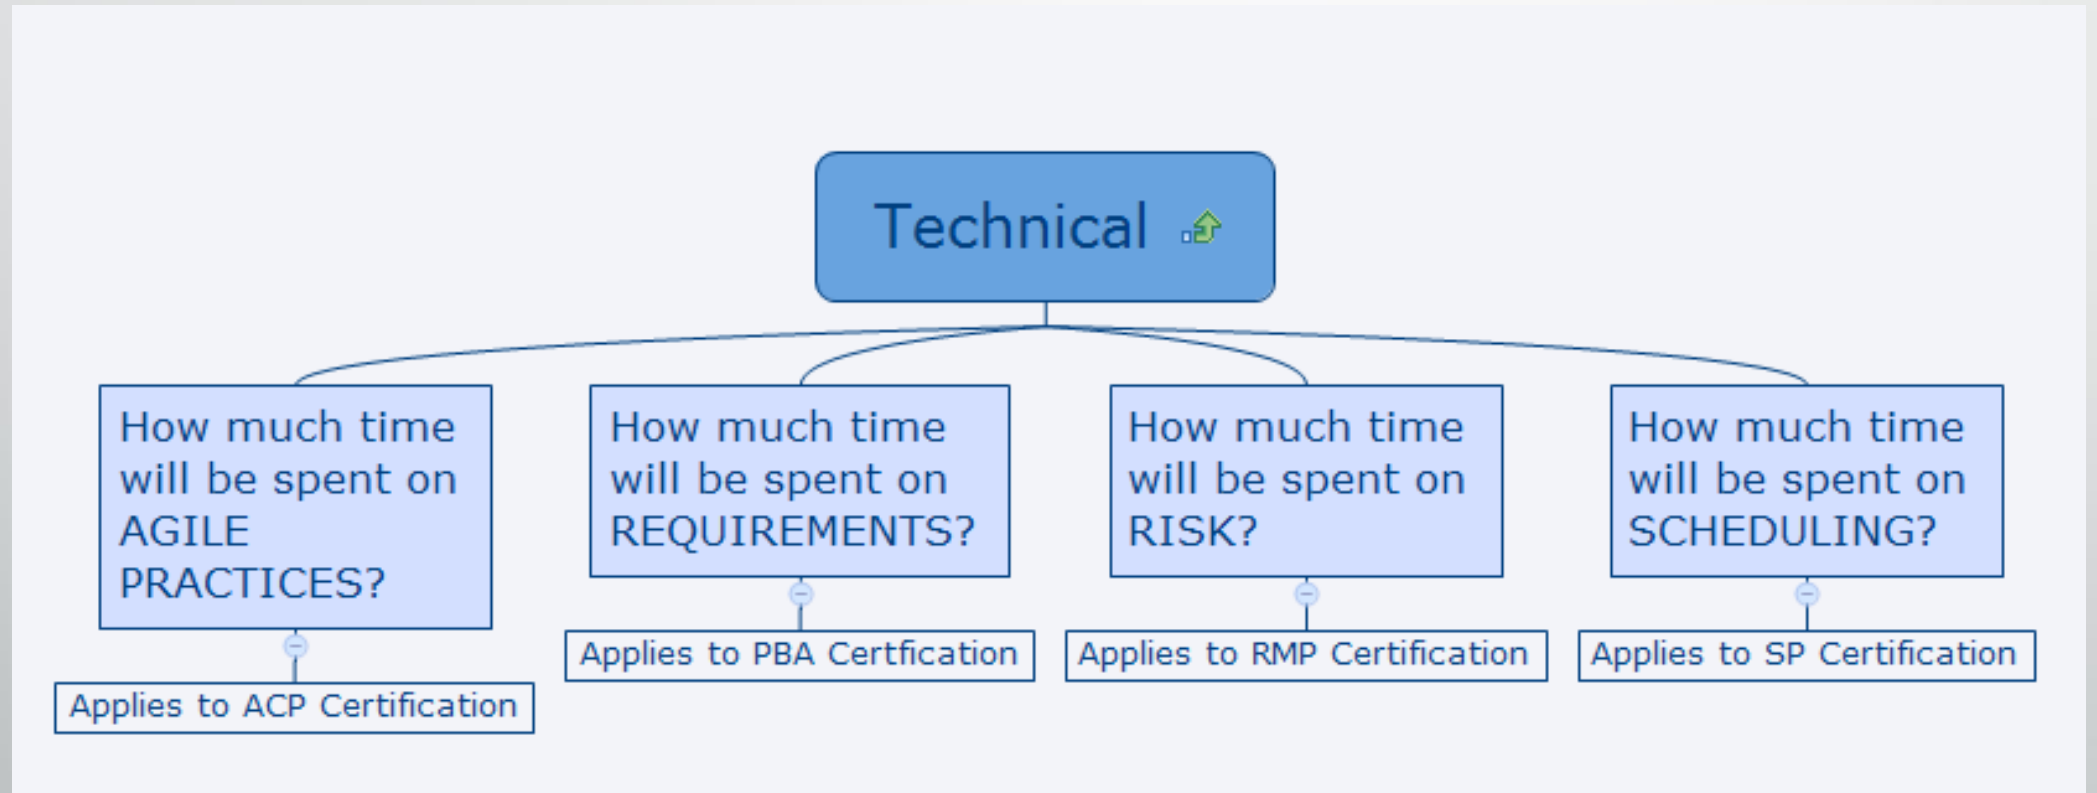 Technical
How much time
will be spent on
AGILE
PRACTICES?
Applies to ACP Certification
How much time
will be spent on
REQUIREMENTS?
Applies to PBA Certfication
How much time
will be spent on
RISK?
Applies to RMP Certification
How much time
will be spent on
SCHEDULING?
Applies to SP Certification